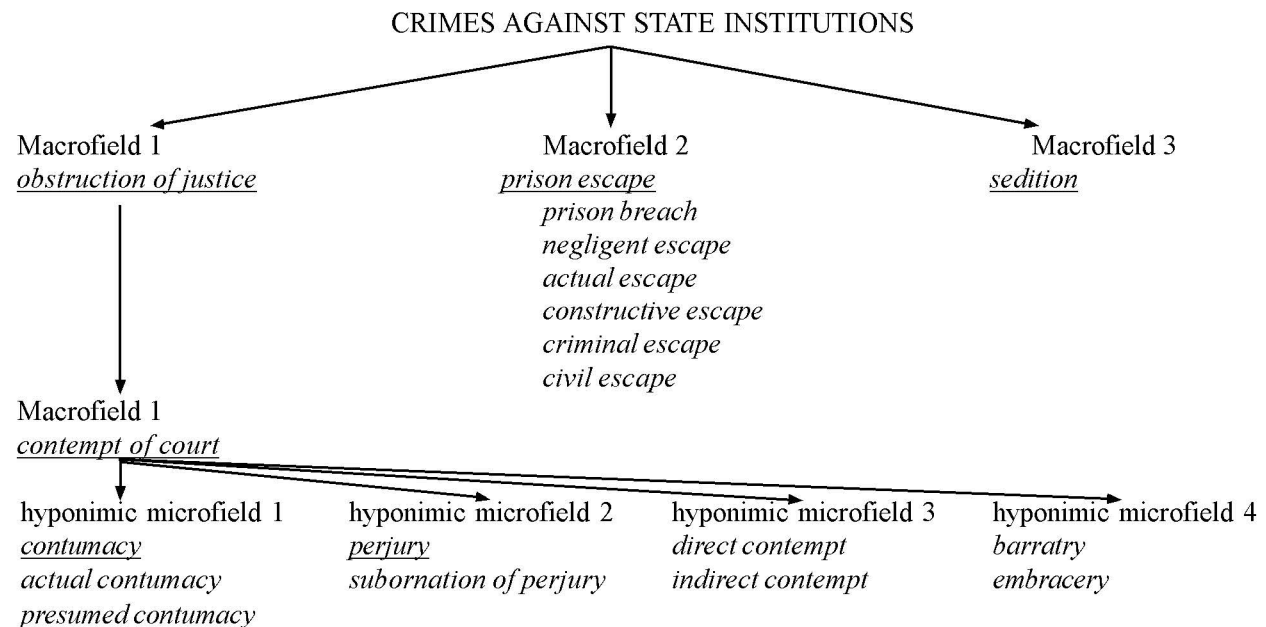 CRIMES AGAINST STATE INSTITUTIONS
Macrofield 1
obstruction of justice
Macrofield 2
prison escape
prison breach
negligent escape
actual escape
constructive escape
criminal escape
civil escape
Macrofield 3
sedition
Macrofield 1
contempt of court
hyponimic microfield 1
contumacy
actual contumacy
presumed contumacy
hyponimic microfield 2
perjury
subornation of perjury
hyponimic microfield 3
direct contempt
indirect contempt
hyponimic microfield 4
barratry
embracery